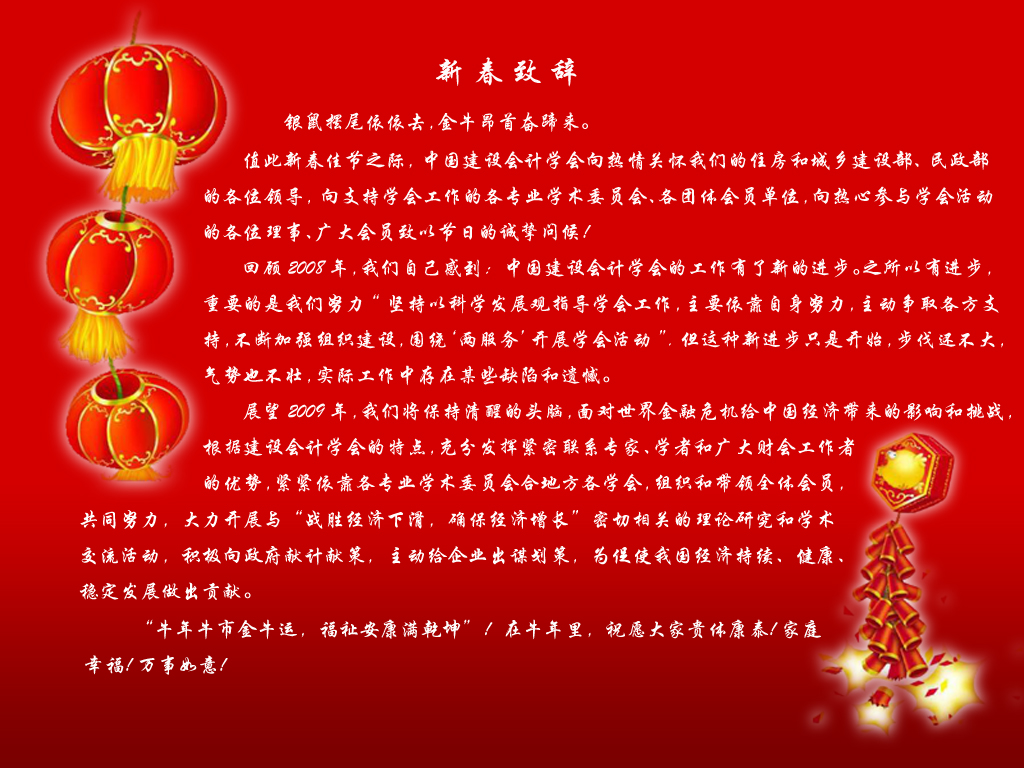 新春致辞
银鼠摆尾依依去,金牛昂首奋蹄来。
值此新春佳节之际, 中国建设会计学会向热情关怀我们的住房和城乡建设部、民政部
的各位领导, 向支持学会工作的各专业学术委员会、各团体会员单位,向热心参与学会活动
的各位理事、广大会员致以节日的诚挚问候!
回顾 2008 年,我们自己感到: 中国建设会计学会的工作有了新的进步。之所以有进步,
重要的是我们努力“坚持以科学发展观指导学会工作,主要依靠自身努力,主动争取各方支
持,不断加强组织建设,围绕‘两服务’开展学会活动”. 但这种新进步只是开始,步伐还不大,
气势也不壮,实际工作中存在某些缺陷和遗憾。
展望 2009 年,我们将保持清醒的头脑,面对世界金融危机给中国经济带来的影响和挑战,
根据建设会计学会的特点,充分发挥紧密联系专家、学者和广大财会工作者
的优势,紧紧依靠各专业学术委员会合地方各学会,组织和带领全体会员,
共同努力, 大力开展与“战胜经济下滑, 确保经济增长”密切相关的理论研究和学术
交流活动, 积极向政府献计献策, 主动给企业出谋划策, 为促使我国经济持续、健康、
稳定发展做出贡献。
“牛年牛市金牛运, 福祉安康满乾坤”! 在牛年里, 祝愿大家贵体康泰!家庭
幸福!万事如意!